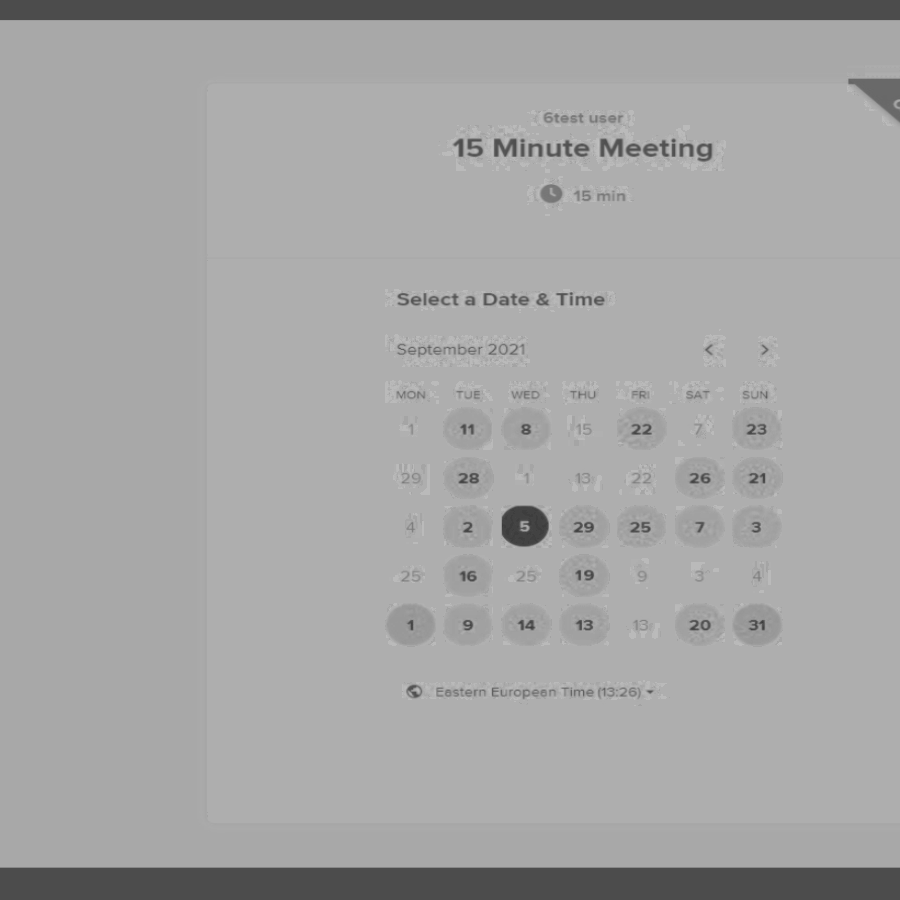 6test user
15 Minute Meeting
15 min
Select a Date & Time
September 2021
MON TUE WED THU FRI SAT SUN
1 11 8 15 22 7 23
29 28 1 13 22 26 21
4 2 5 29 25 7 3
25 16 25 19 9 3 4
1 9 14 13 13 20 31
Eastern European Time (13:26)